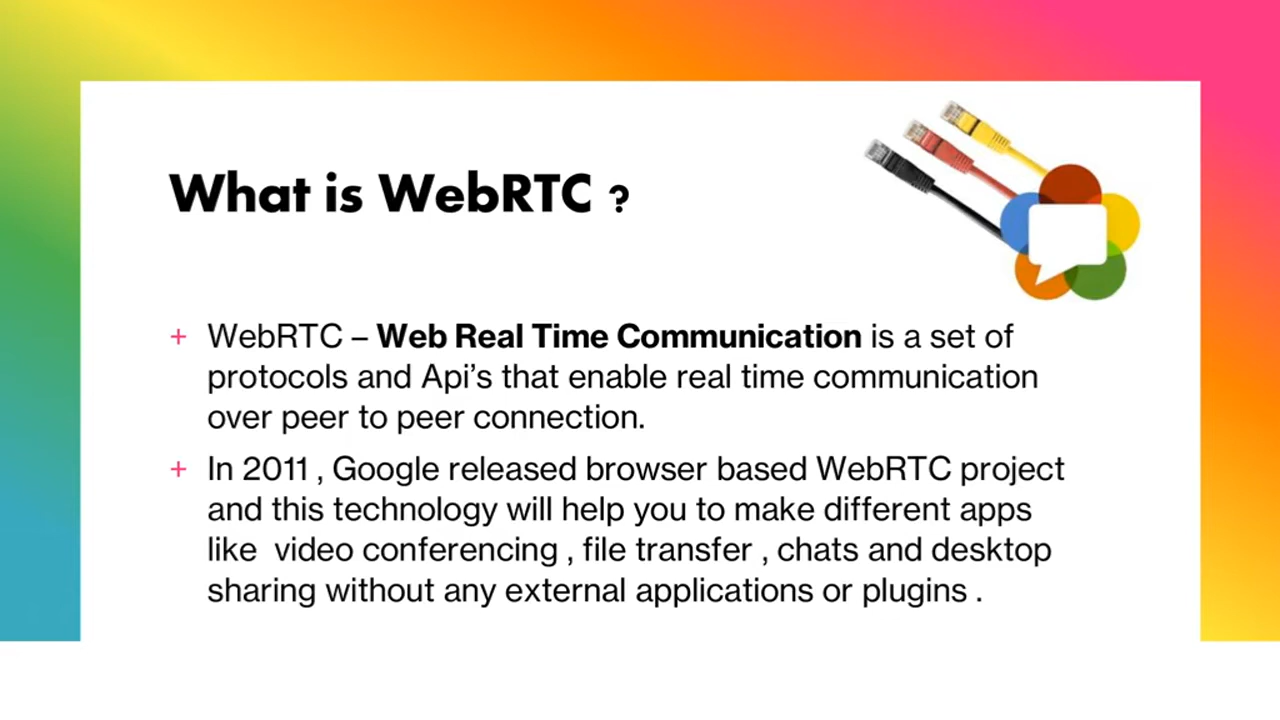 What is WebRTC ?
+ WebRTC – Web Real Time Communication is a set of
protocols and Api’s that enable real time communication
over peer to peer connection.
+ In 2011 , Google released browser based WebRTC project
and this technology will help you to make different apps
like  video conferencing , file transfer , chats and desktop
sharing without any external applications or plugins .